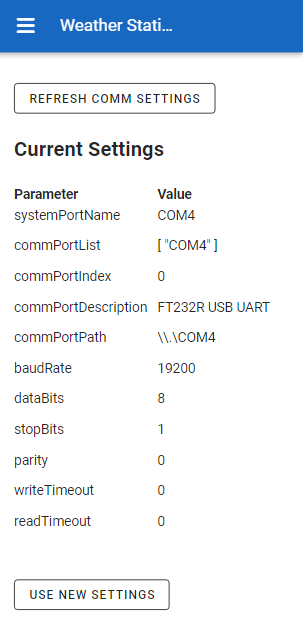 Weather Stati...
REFRESH COMM SETTINGS
Current Settings
Parameter Value
systemPortName COM4
commPortList [ "COM4" ]
commPortIndex 0
commPortDescription FT232R USB UART
commPortPath \\.\COM4
baudRate 19200
dataBits 8
stopBits 1
parity 0
writeTimeout 0
readTimeout 0
USE NEW SETTINGS